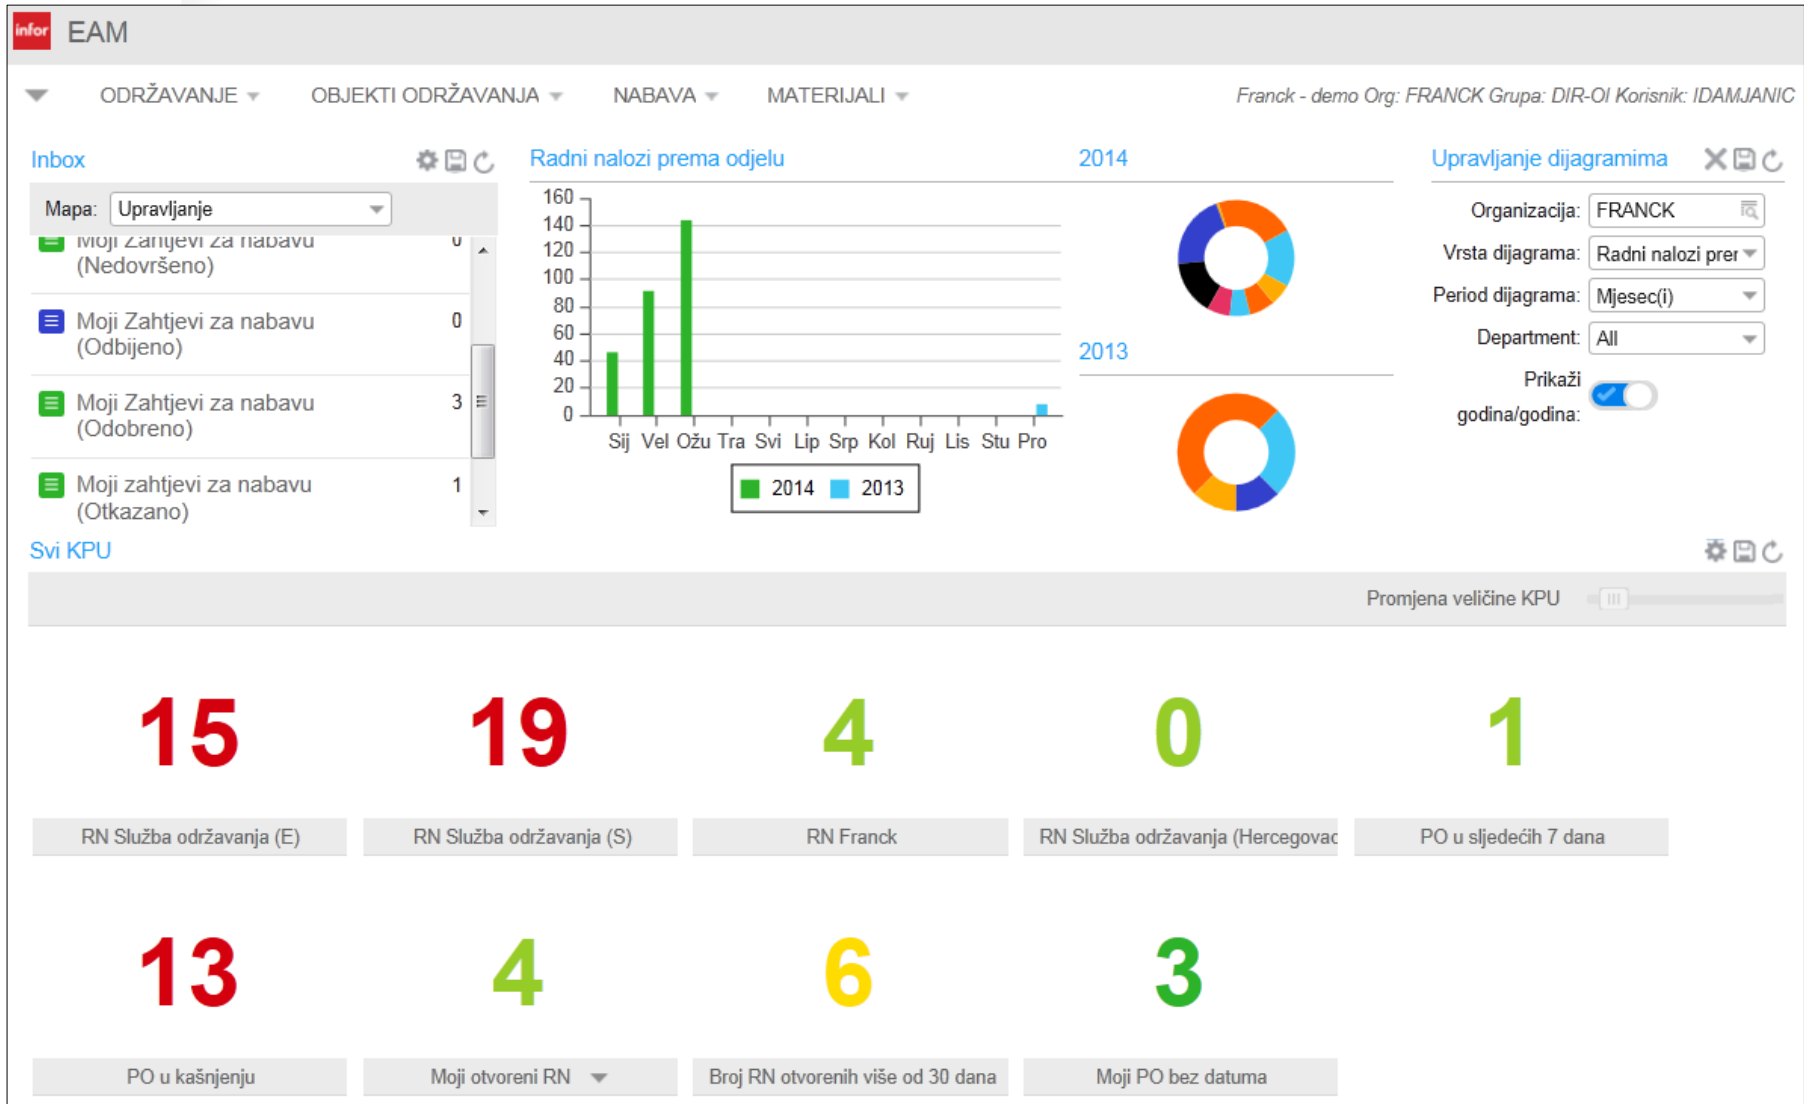 infor EAM
ODRŽAVANJE OBJEKTI ODRŽAVANJA NABAVA MATERIJALI Franck - demo Org: FRANCK Grupa: DIR-OI Korisnik: IDAMJANIC
Inbox
Mapa: Upravljanje
Moji Zahtjevi za nabavu 0
(Nedovršeno)
Moji Zahtjevi za nabavu 0
(Odbijeno)
Moji Zahtjevi za nabavu 3
(Odobreno)
Moji zahtjevi za nabavu 1
(Otkazano)
Radni nalozi prema odjelu
160
140
120
100
80
60
40
20
0
Sij Vel Ožu Tra Svi Lip Srp Kol Ruj Lis Stu Pro
2014 2013
2014
2013
Upravljanje dijagramima
Organizacija: FRANCK
Vrsta dijagrama: Radni nalozi prer
Period dijagrama: Mjesec(i)
Department: All
Prikaži
godina/godina:
Svi KPU
Promjena veličine KPU
15 19 4 0 1
RN Služba održavanja (E) RN Služba održavanja (S) RN Franck RN Služba održavanja (Hercegovac PO u sljedećih 7 dana
13 4 6 3
PO u kašnjenju Moji otvoreni RN Broj RN otvorenih više od 30 dana Moji PO bez datuma